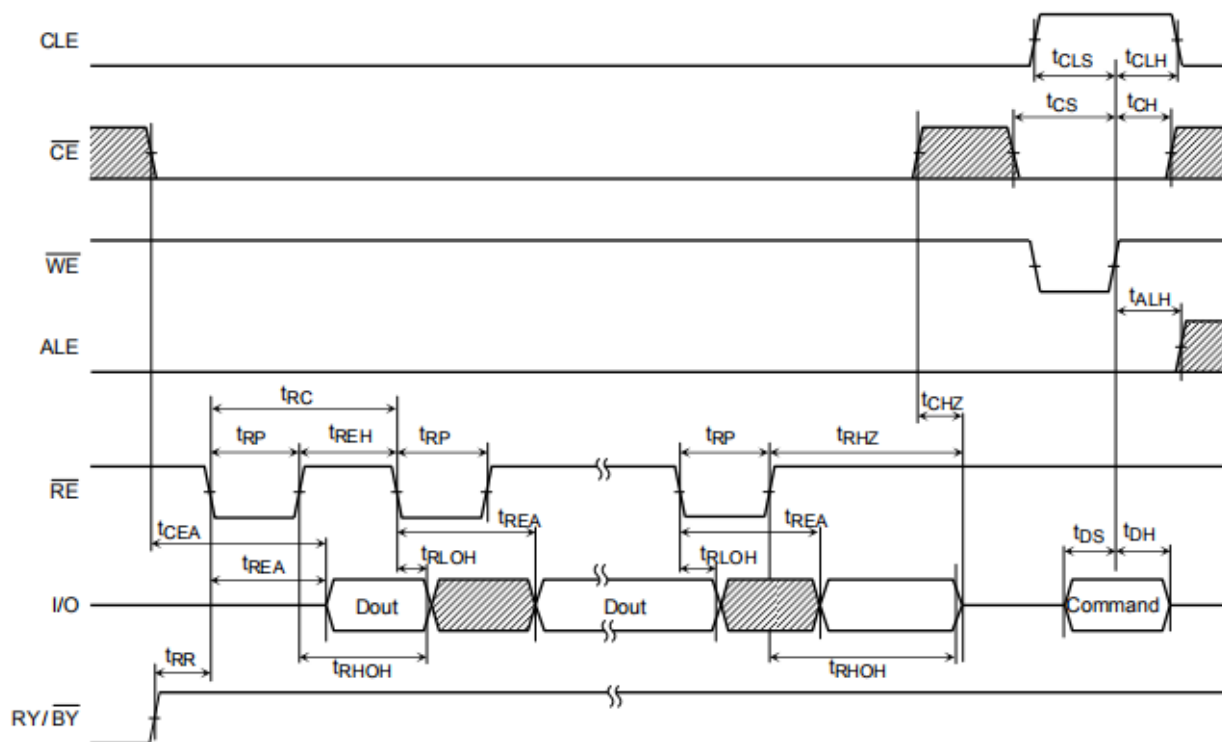 CLE
tCLS tCLH
tCS tCH
CE
WE
tALH
ALE
tRC
tCHZ
tRP tREH tRP tRP tRHZ
RE
tCEA tREA tREA
tREA tRLOH tRLOH tDS tDH
I/O Dout Dout Command
tRR tRHOH tRHOH
RY/BY